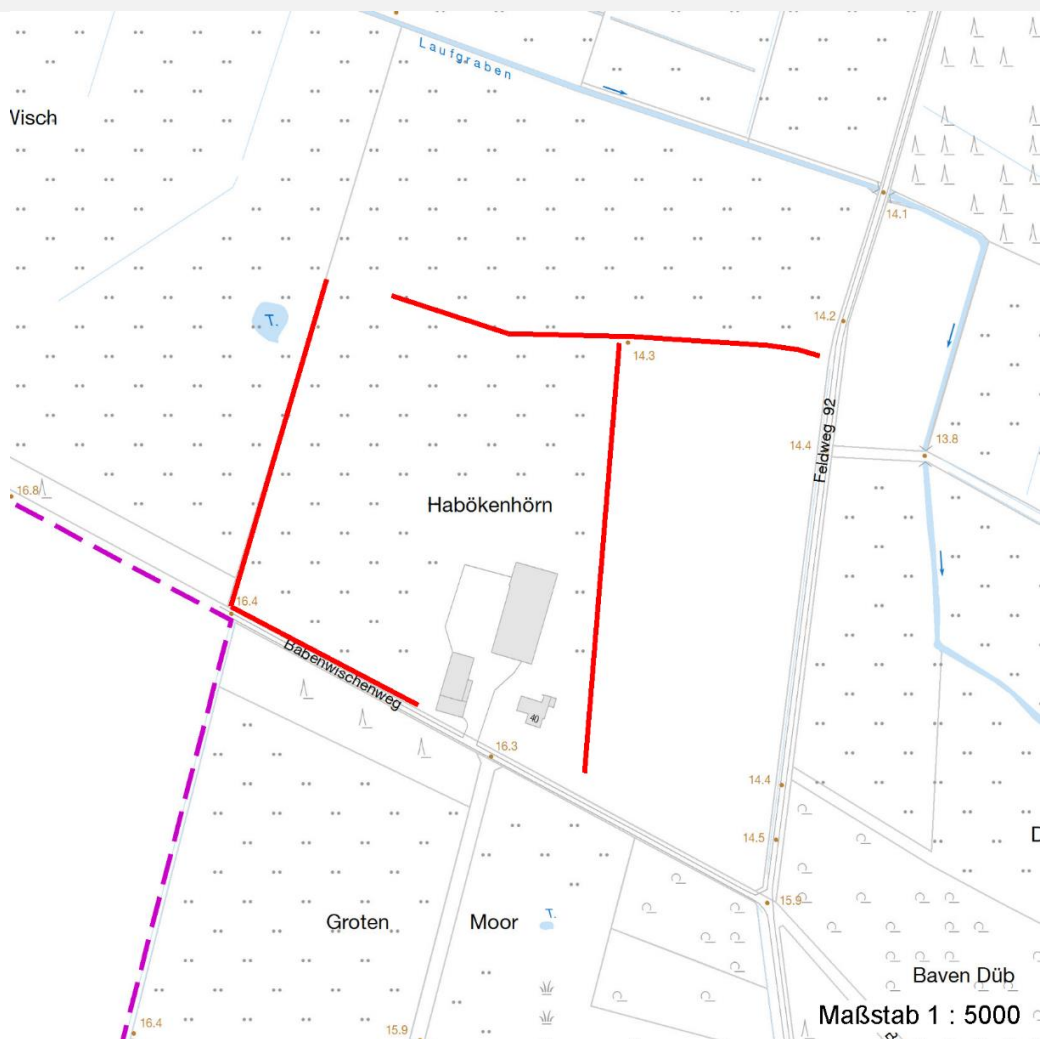 Laufgraben
Visch
14.1
T.
14.2
14.3
Feldweg 92
14.4
13.8
16.8
Habökenhörn
16.4
Babenwischenweg
40
16.3
14.4
14.5
15.9
T.
Groten
Moor
Baven Düb
Maßstab 1 : 5000
16.4
15.9